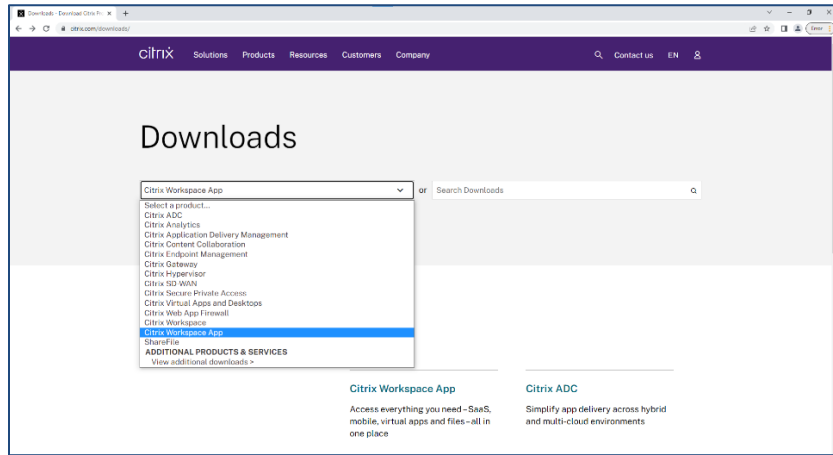 Downloads - Download Citrix Pr
citrix.com/downloads/
Error
citrix
Solutions Products Resources Customers Company
Contact us EN
Downloads
Citrix Workspace App or Search Downloads
Select a product...
Citrix ADC
Citrix Analytics
Citrix Application Delivery Management
Citrix Content Collaboration
Citrix Endpoint Management
Citrix Gateway
Citrix Hypervisor
Citrix SD-WAN
Citrix Secure Private Access
Citrix Virtual Apps and Desktops
Citrix Web App Firewall
Citrix Workspace
Citrix Workspace App
ShareFile
ADDITIONAL PRODUCTS & SERVICES
View additional downloads >
Citrix Workspace App
Access everything you need – SaaS,
mobile, virtual apps and files – all in
one place
Citrix ADC
Simplify app delivery across hybrid
and multi-cloud environments